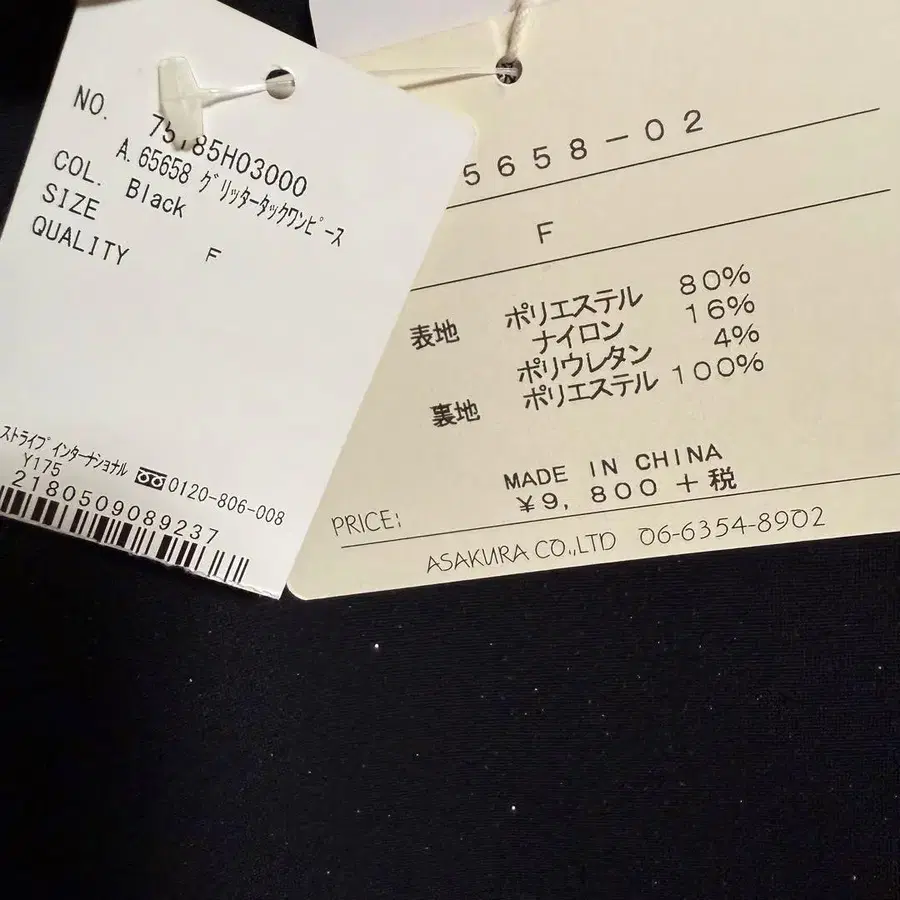 NO.
85H03000
A. 65658 グリッタータックワンピース
COL. Black
SIZE F
QUALITY
ストライプインターナショナル 0120-806-008
Y175
2180509089237
5658-02
F
表地 ポリエステル 80%
ナイロン 16%
ポリウレタン 4%
裏地 ポリエステル 100%
MADE IN CHINA
PRICE: ¥9,800+税
ASAKURA CO.,LTD 06-6354-8902